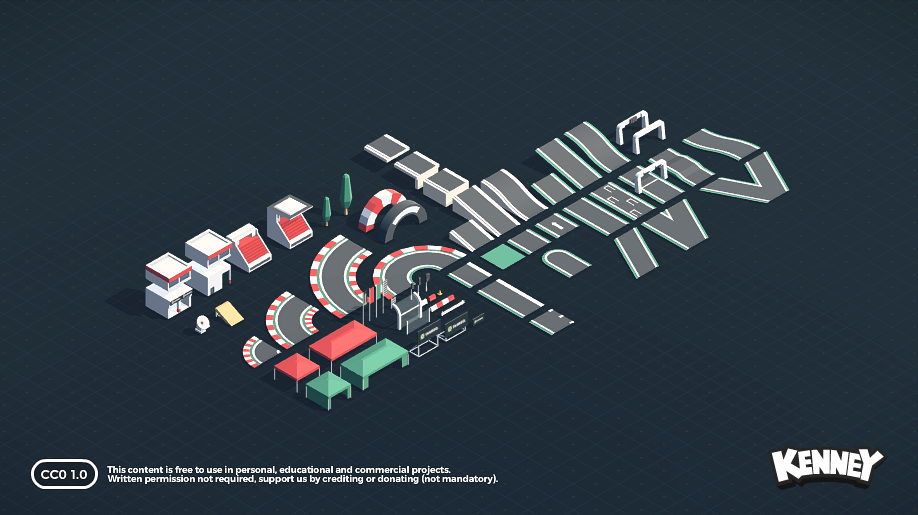 CC0 1.0
This content is free to use in personal, educational and commercial projects.
Written permission not required, support us by crediting or donating (not mandatory).
KENNEY